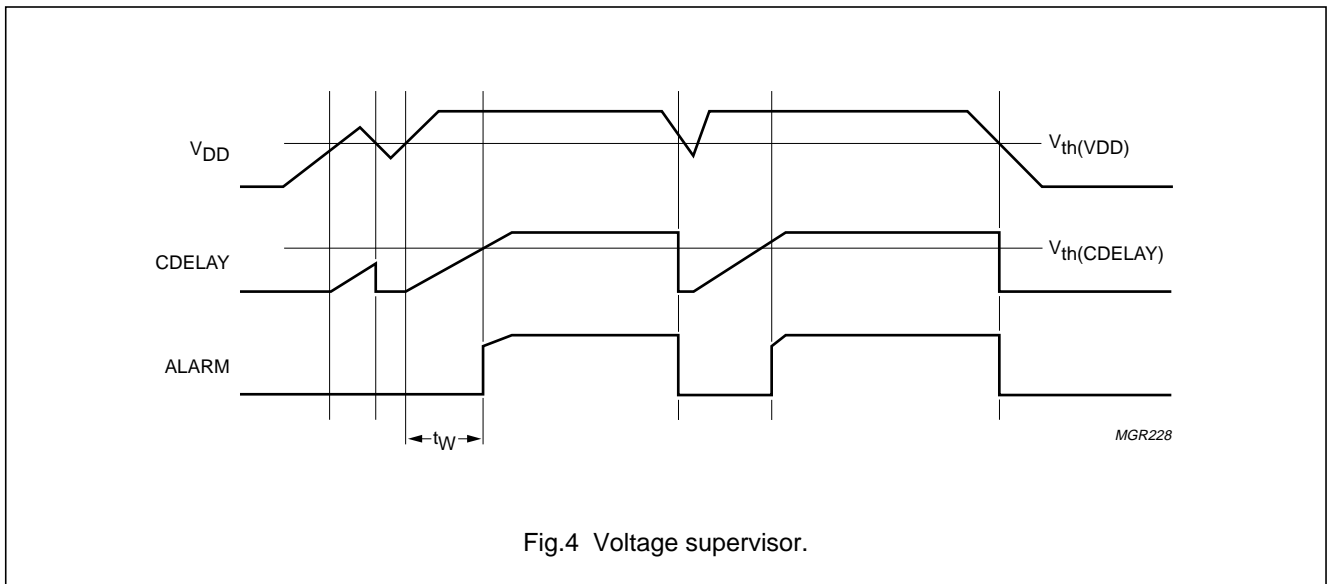 VDD
Vth(VDD)
CDELAY
Vth(CDELAY)
ALARM
tW
MGR228
Fig.4 Voltage supervisor.